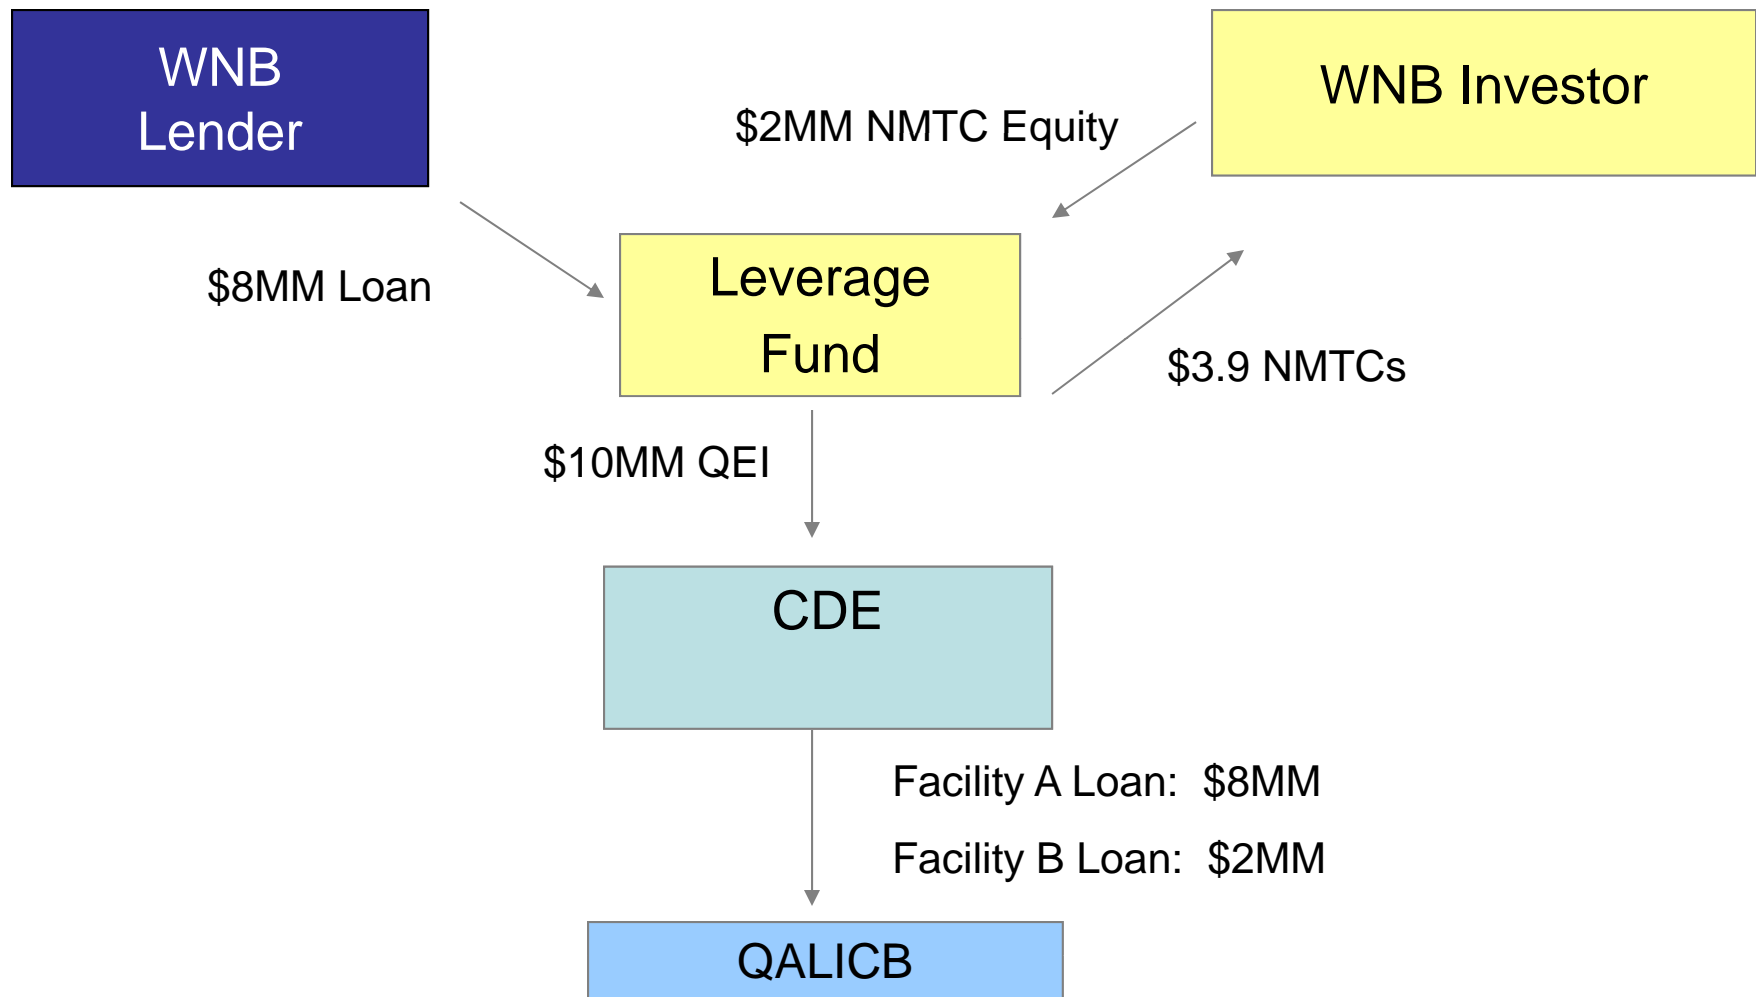 WNB
Lender
WNB Investor
$2MM NMTC Equity
$8MM Loan
Leverage
Fund
$3.9 NMTCs
$10MM QEI
CDE
Facility A Loan:  $8MM
Facility B Loan:  $2MM
QALICB